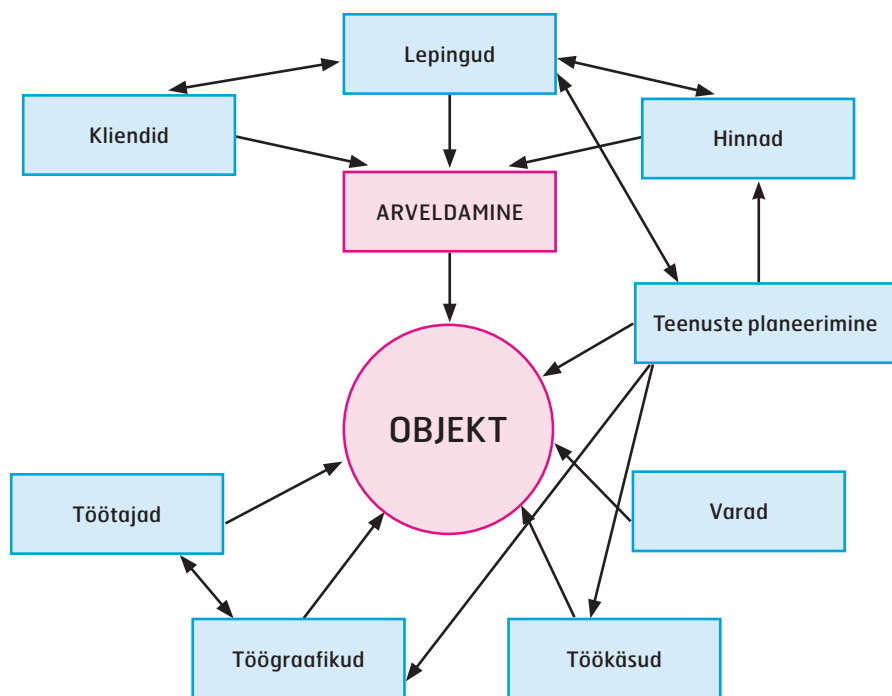 Lepingud
Kliendid
Hinnad
ARVELDAMINE
Teenuste planeerimine
OBJEKT
Töötajad
Varad
Töögraafikud
Töökäsud